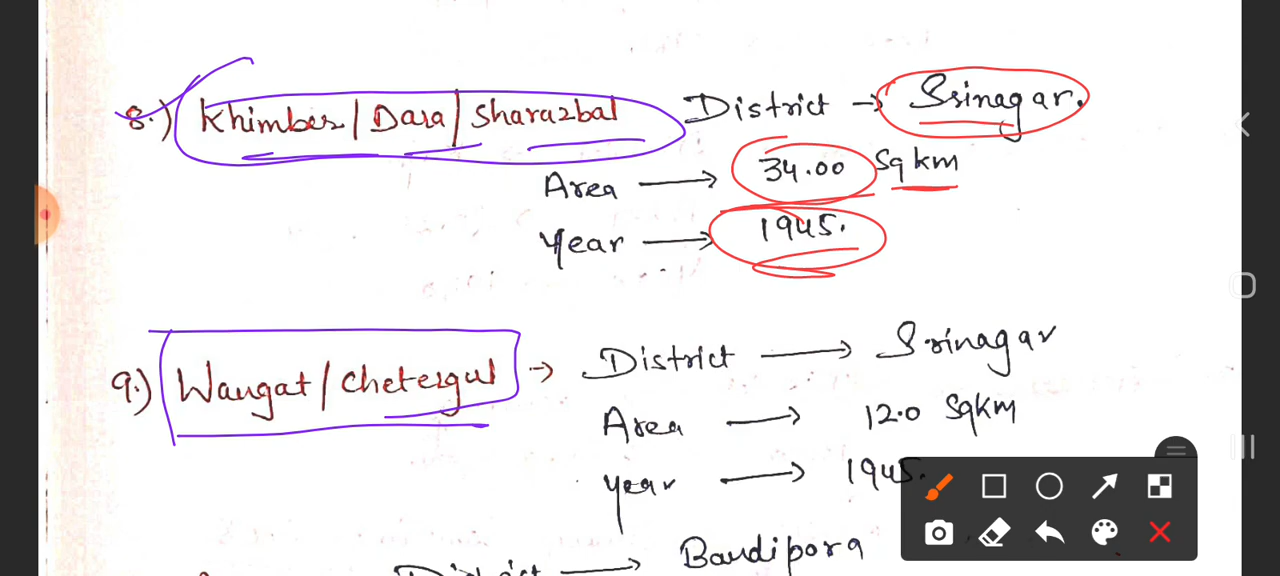 8.) Khimber/Dara/Sharazbal District → Srinagar.
Area → 34.00 Sq km
Year → 1945.
9.) Wangat/Chetergul → District → Srinagar
Area → 12.0 Sqkm
Year → 1945.
District → Bandipora